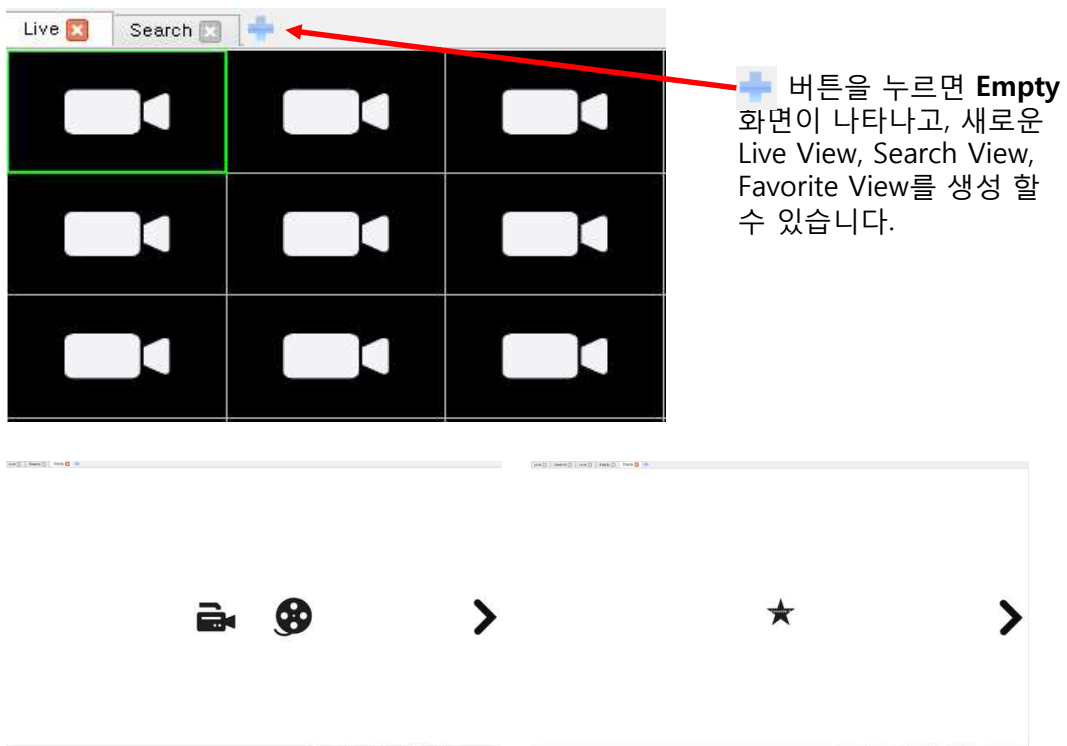 Live
Search
버튼을 누르면 Empty
화면이 나타나고, 새로운
Live View, Search View,
Favorite View를 생성 할
수 있습니다.